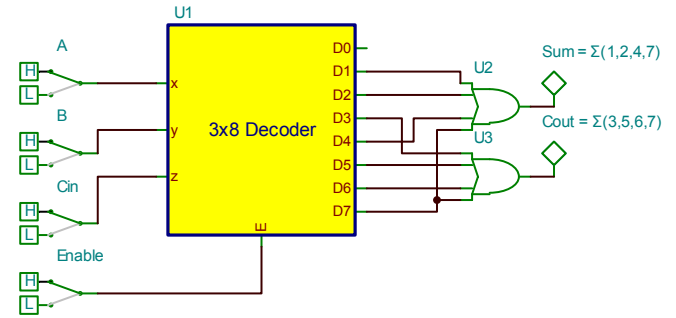 U1
A
H
L
x
B
H
L
y
3x8 Decoder
Cin
H
L
z
Enable
H
L
E
D0
D1
D2
D3
D4
D5
D6
D7
U2
Sum = Σ(1,2,4,7)
U3
Cout = Σ(3,5,6,7)